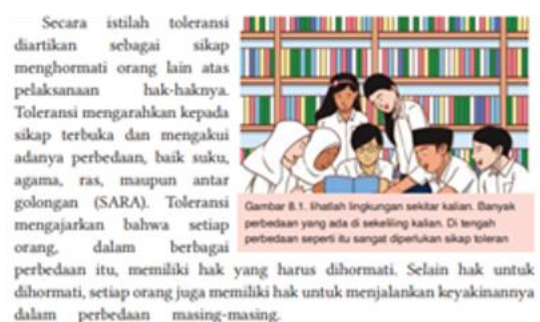 Secara istilah toleransi
diartikan sebagai sikap
menghormati orang lain atas
pelaksanaan hak-haknya.
Toleransi mengarahkan kepada
sikap terbuka dan mengakui
adanya perbedaan, baik suku,
agama, ras, maupun antar
golongan (SARA). Toleransi
mengajarkan bahwa setiap
orang, dalam berbagai
Gambar 8.1. lihatlah lingkungan sekitar kalian. Banyak
perbedaan yang ada di sekeliling kalian. Di tengah
perbedaan seperti itu sangat diperlukan sikap toleran
perbedaan itu, memiliki hak yang harus dihormati. Selain hak untuk
dihormati, setiap orang juga memiliki hak untuk menjalankan keyakinannya
dalam perbedaan masing-masing.